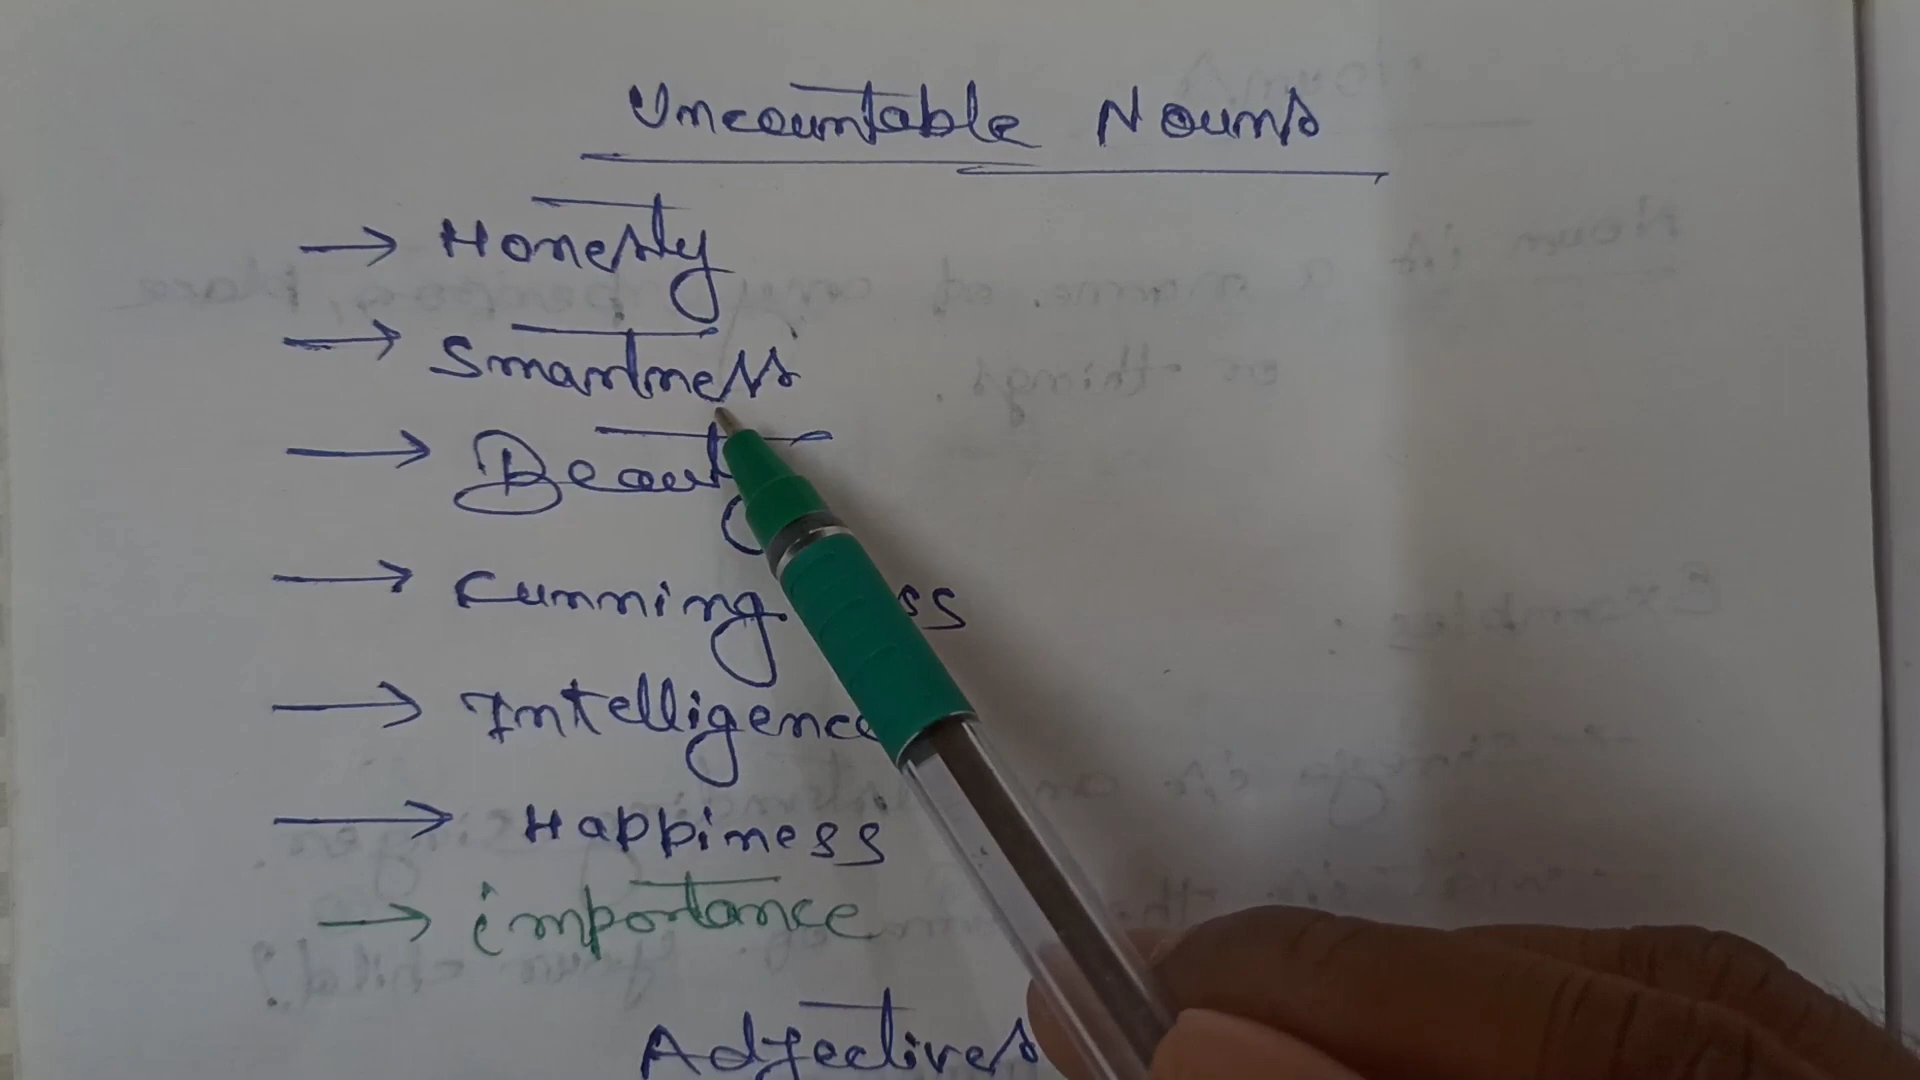 Uncountable Nouns
→ Honesty
→ Smartness
→ Beauty
→ Cunningness
→ Intelligence
→ Happiness
→ importance
Adjectives